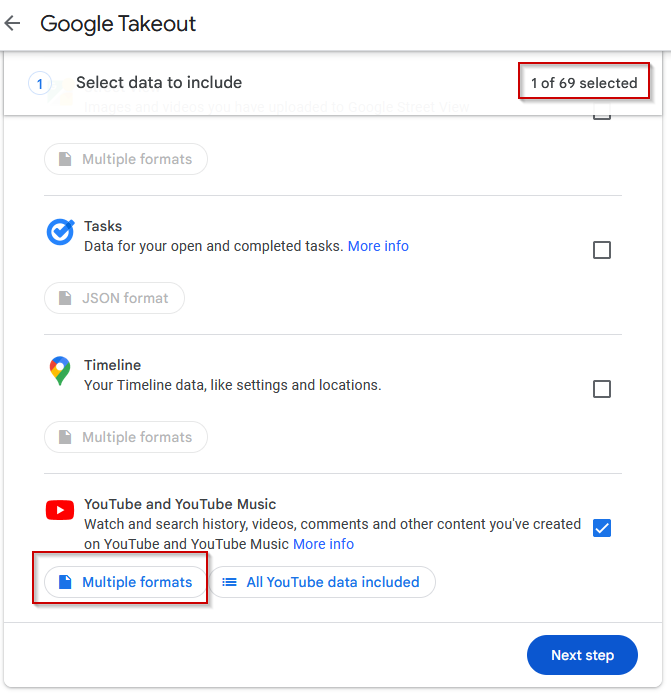 Google Takeout
1
Select data to include
1 of 69 selected
Images and videos you have uploaded to Google Street View
Multiple formats
Tasks
Data for your open and completed tasks. More info
JSON format
Timeline
Your Timeline data, like settings and locations.
Multiple formats
YouTube and YouTube Music
Watch and search history, videos, comments and other content you've created
on YouTube and YouTube Music More info
Multiple formats
All YouTube data included
Next step